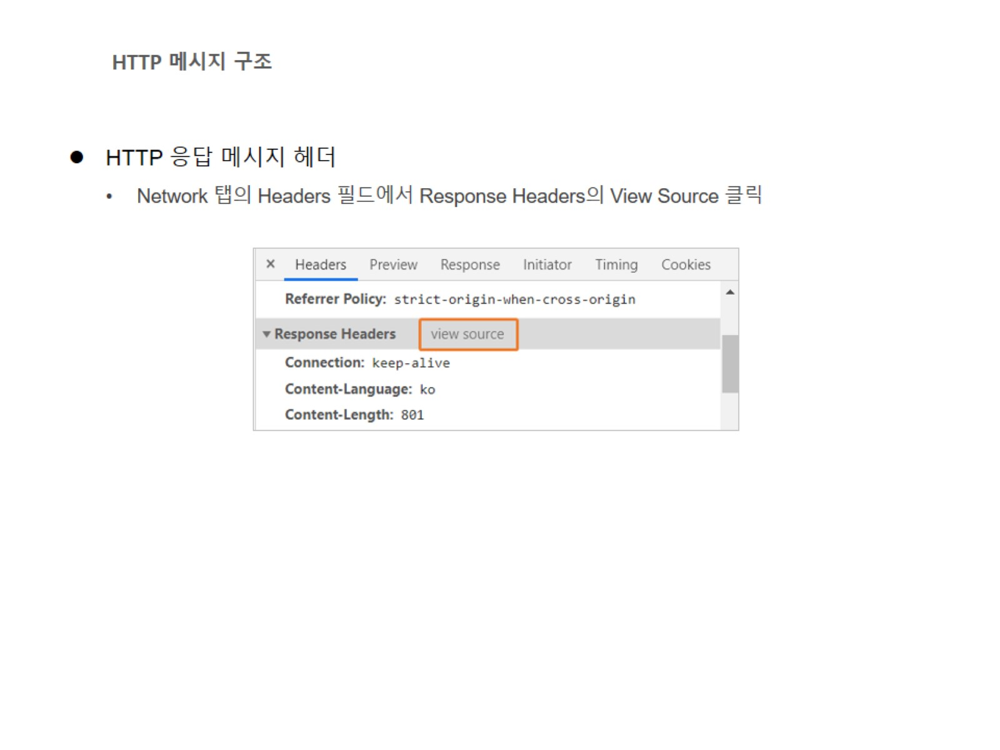 HTTP 메시지 구조
● HTTP 응답 메시지 헤더
• Network 탭의 Headers 필드에서 Response Headers의 View Source 클릭
× Headers Preview Response Initiator Timing Cookies
Referrer Policy: strict-origin-when-cross-origin
▼ Response Headers view source
Connection: keep-alive
Content-Language: ko
Content-Length: 801